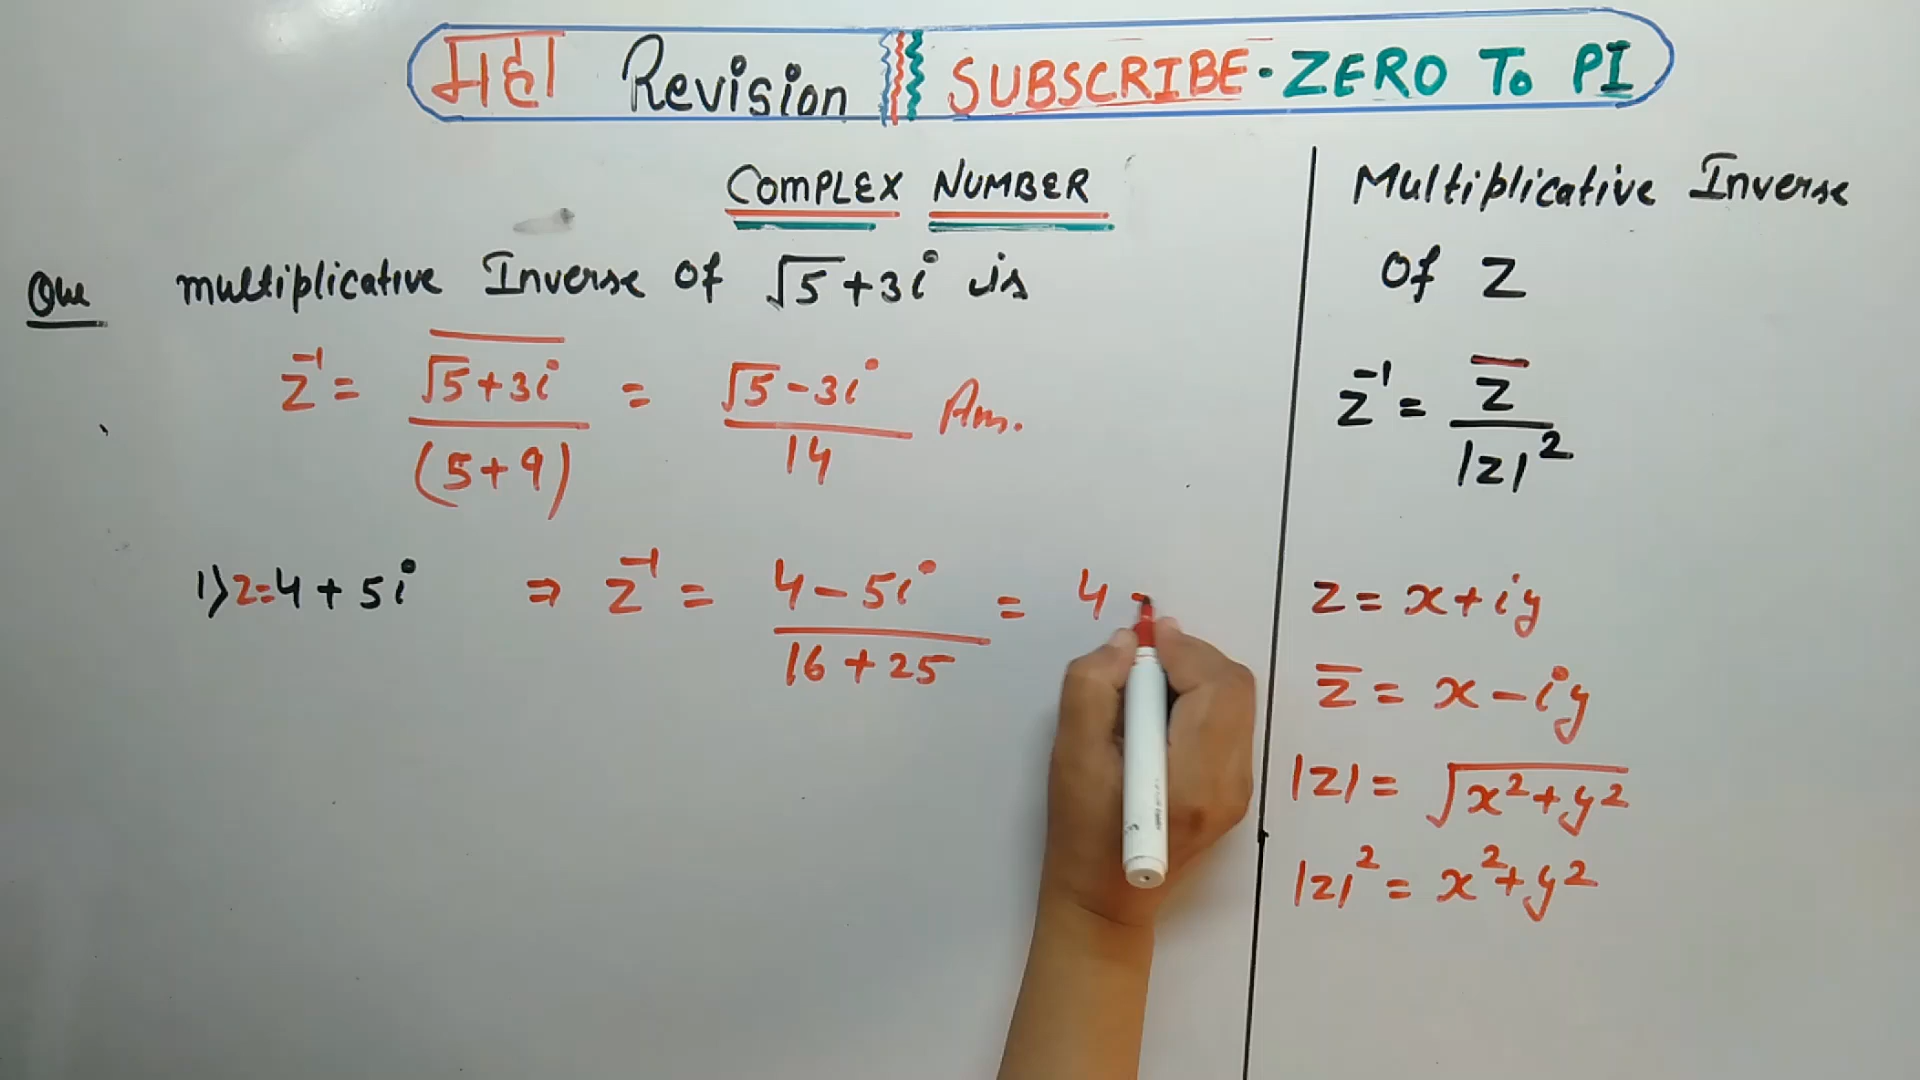 महा Revision SUBSCRIBE·ZERO TO PI
COMPLEX NUMBER
Que multiplicative Inverse Of √5+3i is
z⁻¹ = \overline{√5+3i}/(5+9) = (√5-3i)/14 Ans.
1) z=4+5i ⇒ z⁻¹ = (4-5i)/(16+25) = 4 -
Multiplicative Inverse
Of z
z⁻¹ = z̅/|z|²
z = x+iy
z̅ = x-iy
|z| = √(x²+y²)
|z|² = x²+y²